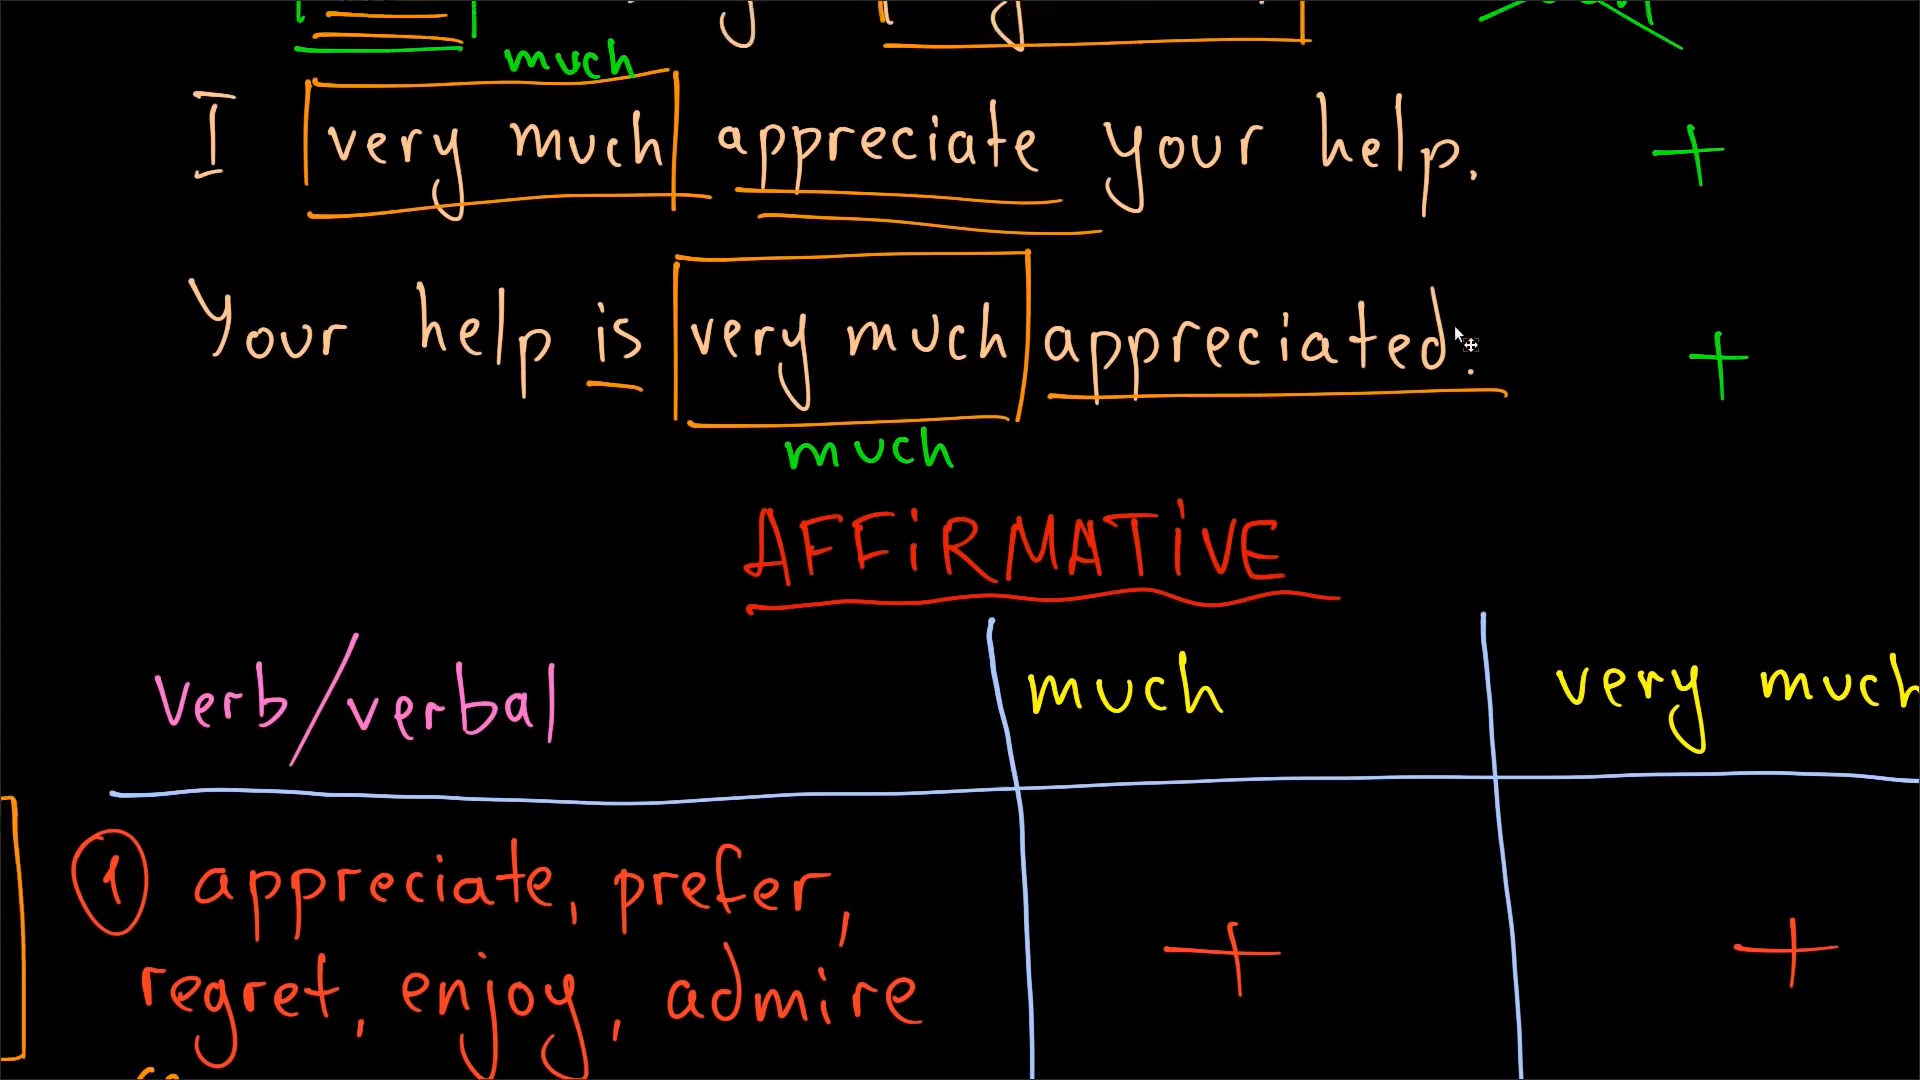 much
I very much appreciate your help. +
Your help is very much appreciated. +
much
AFFiRMATiVE
verb/verbal much very much
1 appreciate, prefer, + +
regret, enjoy, admire